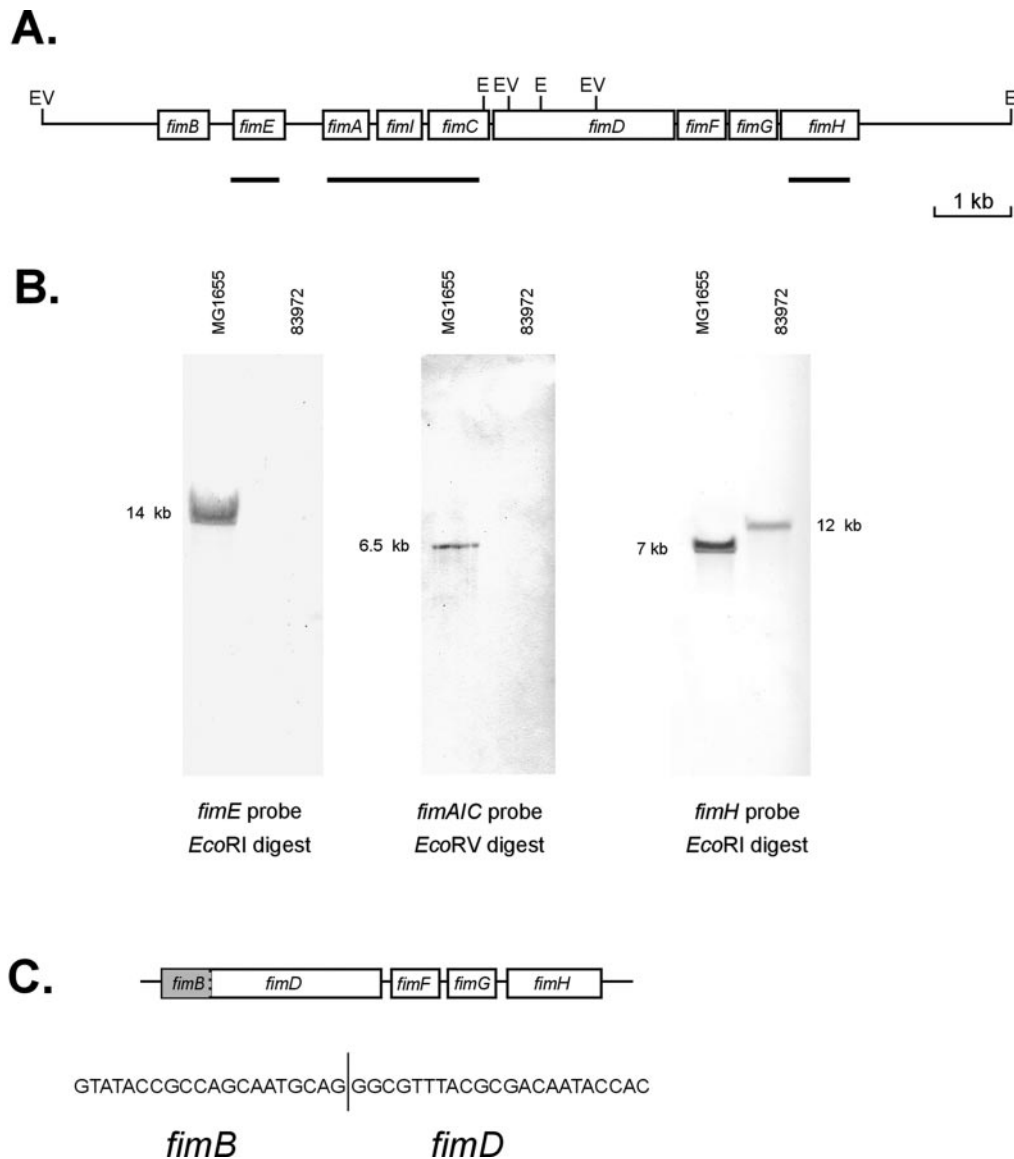 A.
EV E EV E EV E
fimB fimE fimA fimI fimC fimD fimF fimG fimH
1 kb
B.
MG1655 83972 MG1655 83972 MG1655 83972
14 kb 6.5 kb 7 kb 12 kb
fimE probe fimAIC probe fimH probe
EcoRI digest EcoRV digest EcoRI digest
C.
fimB fimD fimF fimG fimH
GTATACCGCCAGCAATGCAG GGCGTTTACGCGACAATACCAC
fimB fimD